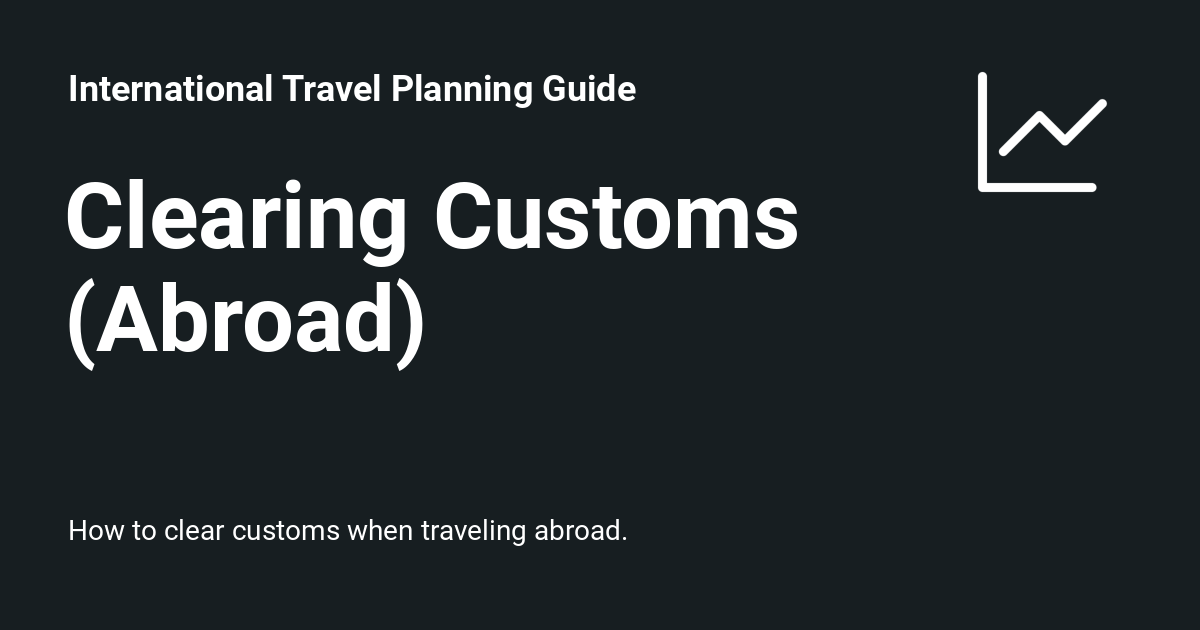 International Travel Planning Guide
Clearing Customs
(Abroad)
How to clear customs when traveling abroad.